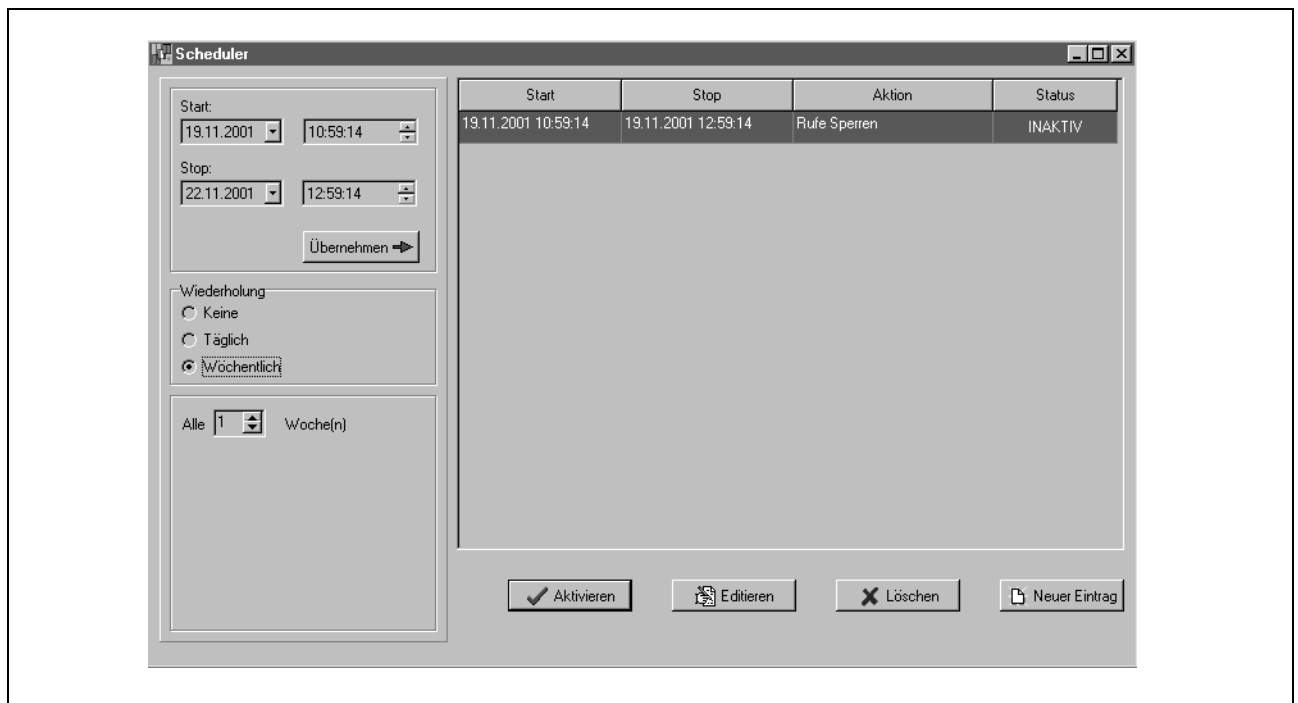 Scheduler
Start:
19.11.2001 10:59:14
Stop:
22.11.2001 12:59:14
Übernehmen
Wiederholung
Keine
Täglich
Wöchentlich
Alle 1 Woche(n)
Start Stop Aktion Status
19.11.2001 10:59:14 19.11.2001 12:59:14 Rufe Sperren INAKTIV
Aktivieren Editieren Löschen Neuer Eintrag